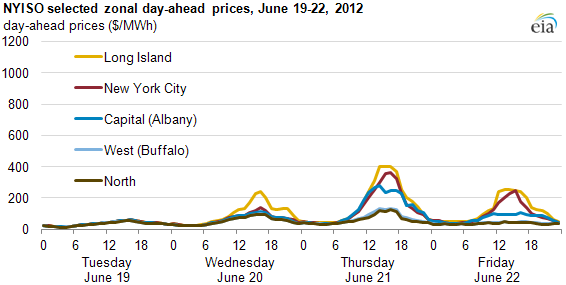 NYISO selected zonal day-ahead prices, June 19-22, 2012
day-ahead prices ($/MWh)
eia
1200
1000
800
600
400
200
0
Long Island
New York City
Capital (Albany)
West (Buffalo)
North
0 6 12 18 0 6 12 18 0 6 12 18 0 6 12 18
Tuesday Wednesday Thursday Friday
June 19 June 20 June 21 June 22